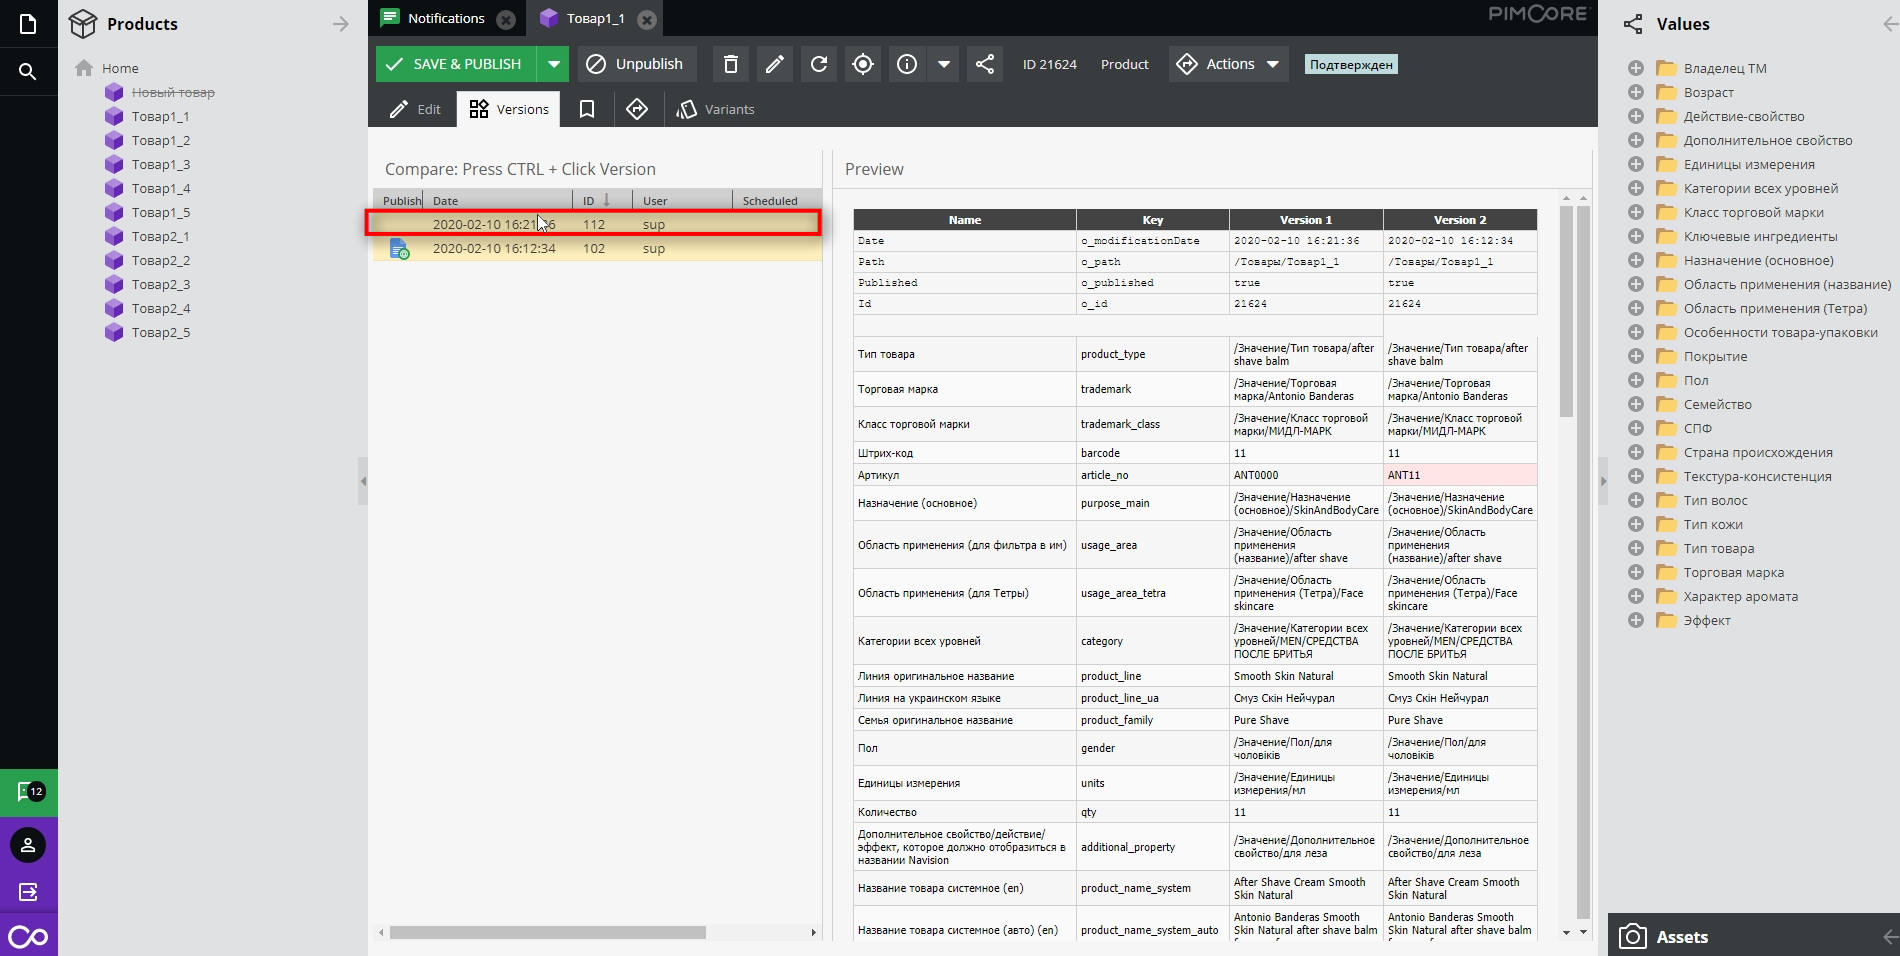 Products
Home
Новый товар
Товар1_1
Товар1_2
Товар1_3
Товар1_4
Товар1_5
Товар2_1
Товар2_2
Товар2_3
Товар2_4
Товар2_5
12
Notifications
Товар1_1
PIMCORE
SAVE & PUBLISH
Unpublish
ID 21624
Product
Actions
Подтвержден
Edit
Versions
Variants
Compare: Press CTRL + Click Version
Publish Date ID User Scheduled
112 sup
2020-02-10 16:12:34 102 sup
Preview
Name Key Version 1 Version 2
Date o_modificationDate 2020-02-10 16:21:36 2020-02-10 16:12:34
Path o_path /Товары/Товар1_1 /Товары/Товар1_1
Published o_published true true
Id o_id 21624 21624
Тип товара product_type /Значение/Тип товара/after shave balm /Значение/Тип товара/after shave balm
Торговая марка trademark /Значение/Торговая марка/Antonio Banderas /Значение/Торговая марка/Antonio Banderas
Класс торговой марки trademark_class /Значение/Класс торговой марки/МИДЛ-МАРК /Значение/Класс торговой марки/МИДЛ-МАРК
Штрих-код barcode 11 11
Артикул article_no ANT0000 ANT11
Назначение (основное) purpose_main /Значение/Назначение (основное)/SkinAndBodyCare /Значение/Назначение (основное)/SkinAndBodyCare
Область применения (для фильтра в им) usage_area /Значение/Область применения (название)/after shave /Значение/Область применения (название)/after shave
Область применения (для Тетры) usage_area_tetra /Значение/Область применения (Тетра)/Face skincare /Значение/Область применения (Тетра)/Face skincare
Категории всех уровней category /Значение/Категории всех уровней/MEN/СРЕДСТВА ПОСЛЕ БРИТЬЯ /Значение/Категории всех уровней/MEN/СРЕДСТВА ПОСЛЕ БРИТЬЯ
Линия оригинальное название product_line Smooth Skin Natural Smooth Skin Natural
Линия на украинском языке product_line_ua Смуз Скін Нейчурал Смуз Скін Нейчурал
Семья оригинальное название product_family Pure Shave Pure Shave
Пол gender /Значение/Пол/для чоловіків /Значение/Пол/для чоловіків
Единицы измерения units /Значение/Единицы измерения/мл /Значение/Единицы измерения/мл
Количество qty 11 11
Дополнительное свойство/действие/эффект, которое должно отобразиться в названии Navision additional_property /Значение/Дополнительное свойство/для леза /Значение/Дополнительное свойство/для леза
Название товара системное (en) product_name_system After Shave Cream Smooth Skin Natural After Shave Cream Smooth Skin Natural
Название товара системное (авто) (en) product_name_system_auto Antonio Banderas Smooth Skin Natural after shave balm Antonio Banderas Smooth Skin Natural after shave balm
Values
Владелец ТМ
Возраст
Действие-свойство
Дополнительное свойство
Единицы измерения
Категории всех уровней
Класс торговой марки
Ключевые ингредиенты
Назначение (основное)
Область применения (название)
Область применения (Тетра)
Особенности товара-упаковки
Покрытие
Пол
Семейство
СПФ
Страна происхождения
Текстура-консистенция
Тип волос
Тип кожи
Тип товара
Торговая марка
Характер аромата
Эффект
Assets